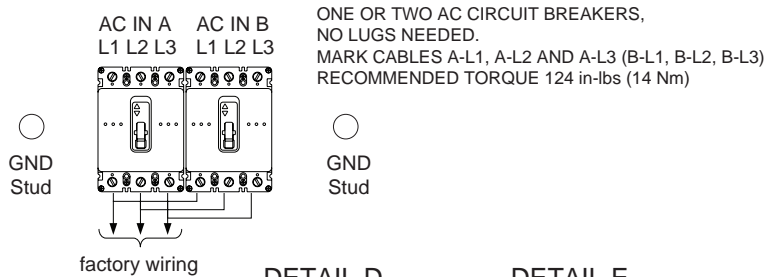 AC IN A AC IN B
L1 L2 L3 L1 L2 L3
ONE OR TWO AC CIRCUIT BREAKERS,
NO LUGS NEEDED.
MARK CABLES A-L1, A-L2 AND A-L3 (B-L1, B-L2, B-L3)
RECOMMENDED TORQUE 124 in-lbs (14 Nm)
GND
Stud
GND
Stud
factory wiring
DETAIL D DETAIL E